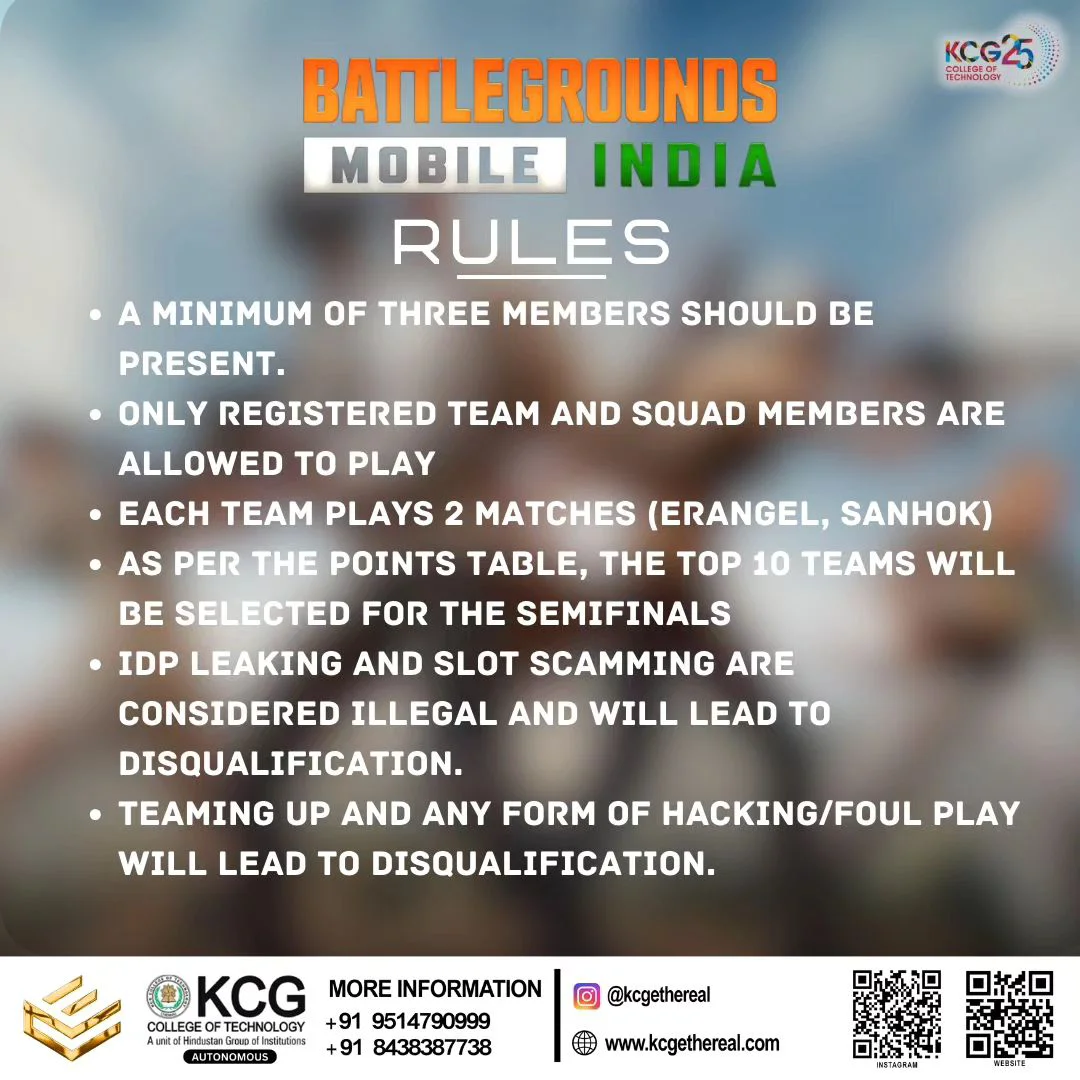 KCG25
COLLEGE OF
TECHNOLOGY
BATTLEGROUNDS
MOBILE INDIA
RULES
• A MINIMUM OF THREE MEMBERS SHOULD BE
PRESENT.
• ONLY REGISTERED TEAM AND SQUAD MEMBERS ARE
ALLOWED TO PLAY
• EACH TEAM PLAYS 2 MATCHES (ERANGEL, SANHOK)
• AS PER THE POINTS TABLE, THE TOP 10 TEAMS WILL
BE SELECTED FOR THE SEMIFINALS
• IDP LEAKING AND SLOT SCAMMING ARE
CONSIDERED ILLEGAL AND WILL LEAD TO
DISQUALIFICATION.
• TEAMING UP AND ANY FORM OF HACKING/FOUL PLAY
WILL LEAD TO DISQUALIFICATION.
KCG
COLLEGE OF TECHNOLOGY
A unit of Hindustan Group of Institutions
AUTONOMOUS
MORE INFORMATION
+91 9514790999
+91 8438387738
@kcgethereal
www.kcgethereal.com
INSTAGRAM
WEBSITE